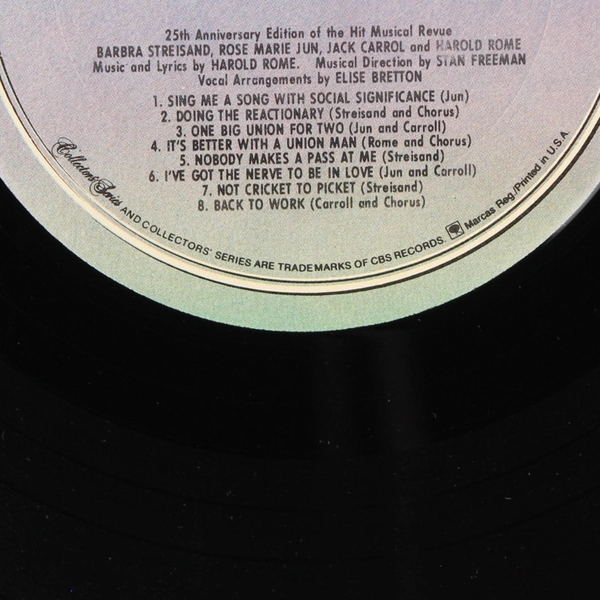 25th Anniversary Edition of the Hit Musical Revue
BARBRA STREISAND, ROSE MARIE JUN, JACK CARROL and HAROLD ROME
Music and Lyrics by HAROLD ROME. Musical Direction by STAN FREEMAN
Vocal Arrangements by ELISE BRETTON
1. SING ME A SONG WITH SOCIAL SIGNIFICANCE (Jun)
2. DOING THE REACTIONARY (Streisand and Chorus)
3. ONE BIG UNION FOR TWO (Jun and Carroll)
4. IT'S BETTER WITH A UNION MAN (Rome and Chorus)
5. NOBODY MAKES A PASS AT ME (Streisand)
6. I'VE GOT THE NERVE TO BE IN LOVE (Jun and Carroll)
7. NOT CRICKET TO PICKET (Streisand)
8. BACK TO WORK (Carroll and Chorus)
Collectors' Series AND COLLECTORS' SERIES ARE TRADEMARKS OF CBS RECORDS. Marcas Reg./Printed in U.S.A.